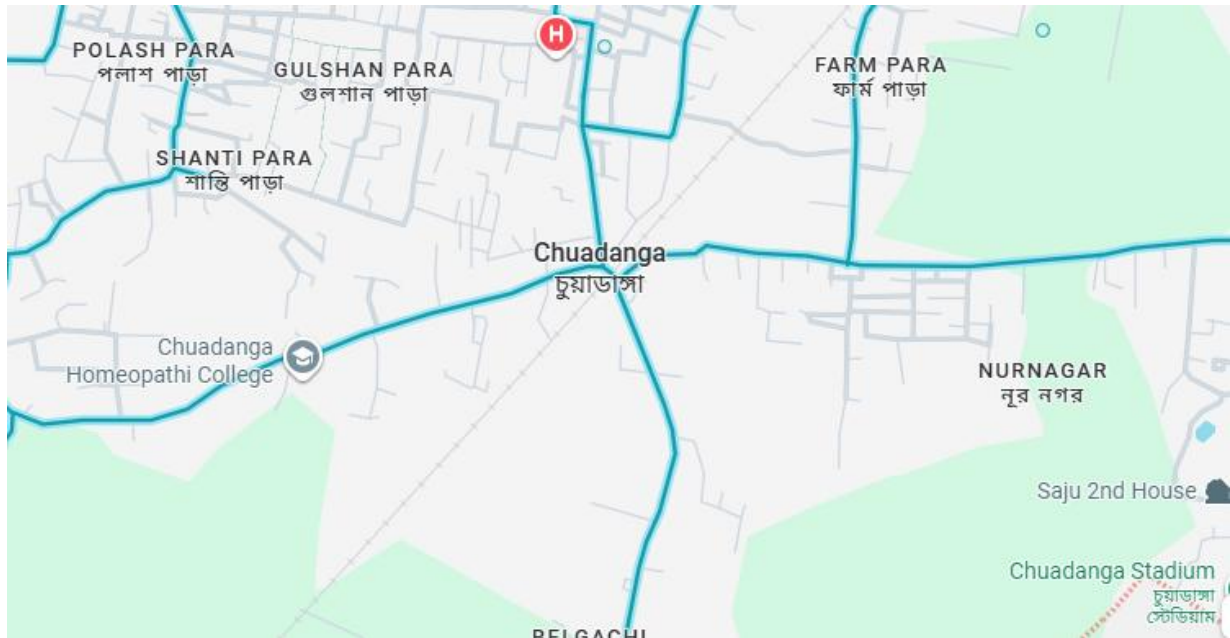 POLASH PARA
পলাশ পাড়া
GULSHAN PARA
গুলশান পাড়া
H
FARM PARA
ফার্ম পাড়া
SHANTI PARA
শান্তি পাড়া
Chuadanga
চুয়াডাঙ্গা
Chuadanga
Homeopathi College
NURNAGAR
নূর নগর
Saju 2nd House
Chuadanga Stadium
চুয়াডাঙ্গা
স্টেডিয়াম
BELGACHI